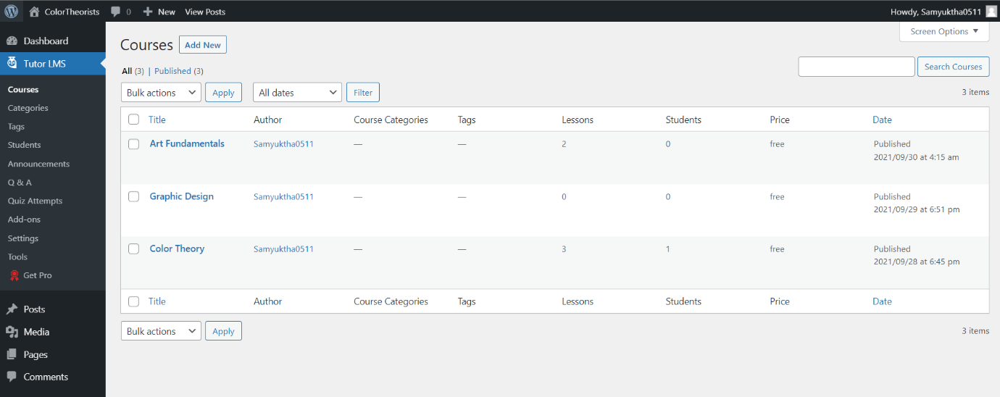 ColorTheorists 0 New View Posts Howdy, Samyuktha0511
Dashboard
Tutor LMS
Courses
Categories
Tags
Students
Announcements
Q & A
Quiz Attempts
Add-ons
Settings
Tools
Get Pro
Posts
Media
Pages
Comments
Screen Options
Courses Add New
All (3) | Published (3)
Search Courses
Bulk actions Apply All dates Filter 3 items
Title Author Course Categories Tags Lessons Students Price Date
Art Fundamentals Samyuktha0511 — — 2 0 free Published
2021/09/30 at 4:15 am
Graphic Design Samyuktha0511 — — 0 0 free Published
2021/09/29 at 6:51 pm
Color Theory Samyuktha0511 — — 3 1 free Published
2021/09/28 at 6:45 pm
Title Author Course Categories Tags Lessons Students Price Date
Bulk actions Apply 3 items